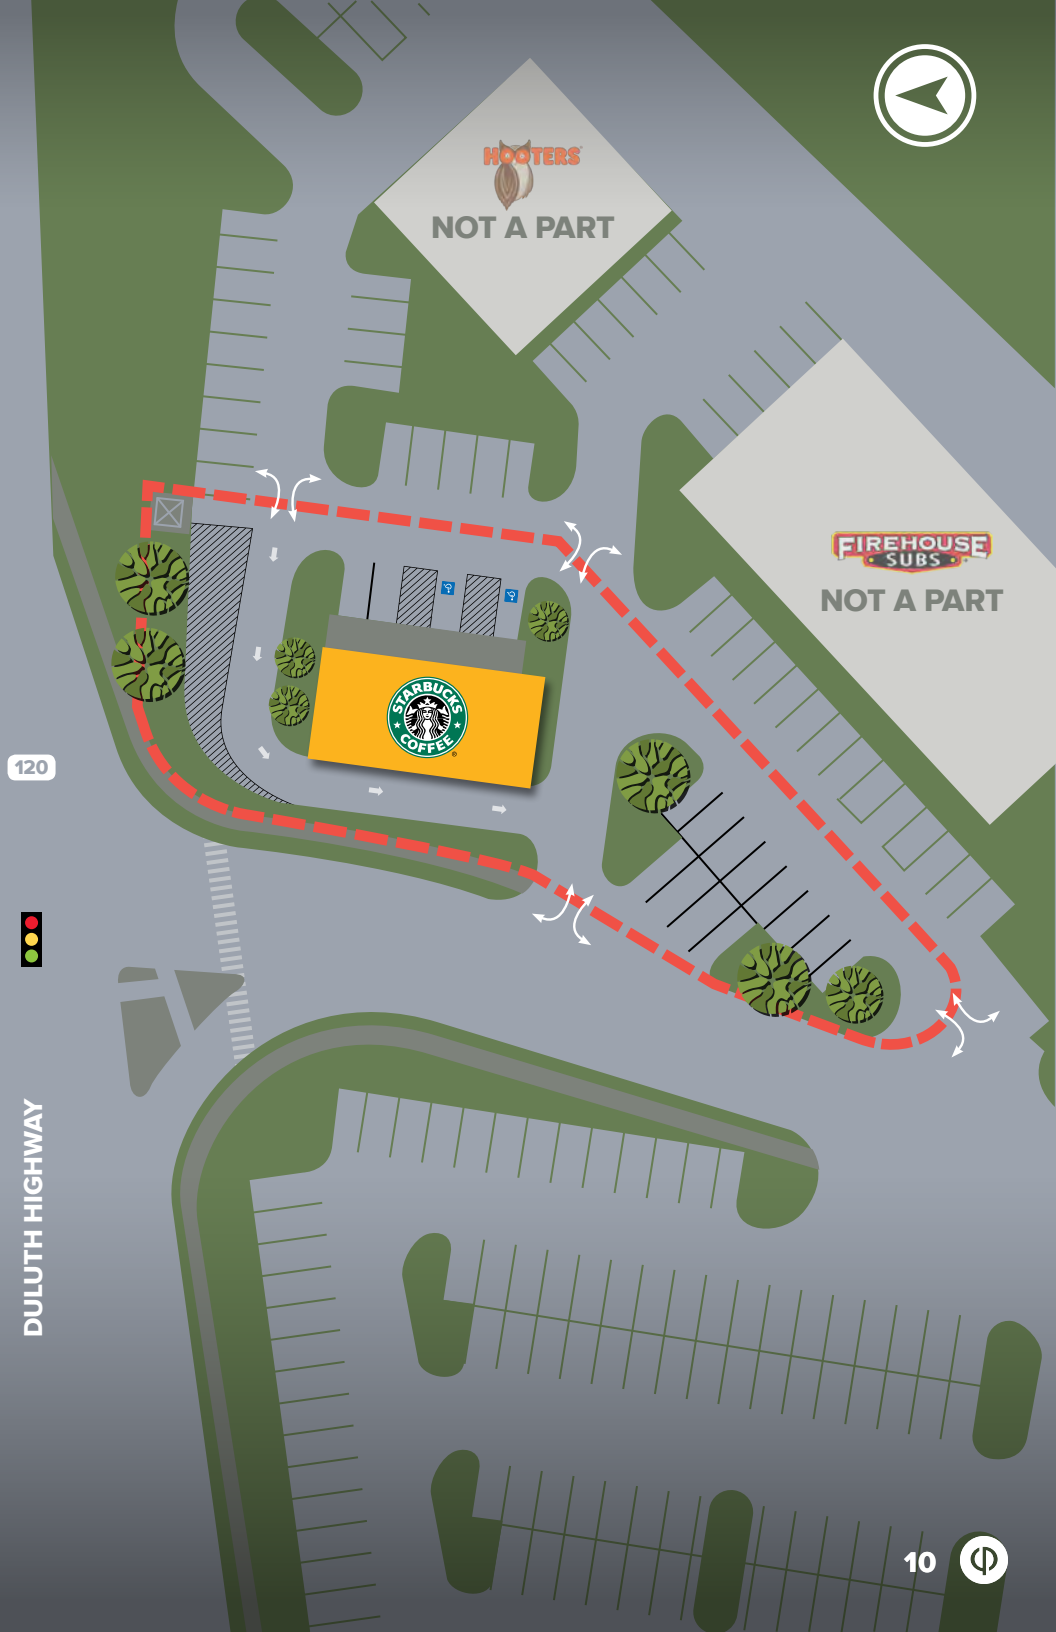 HOOTERS
NOT A PART
FIREHOUSE
SUBS
NOT A PART
STARBUCKS
COFFEE
®
120
DULUTH HIGHWAY
10